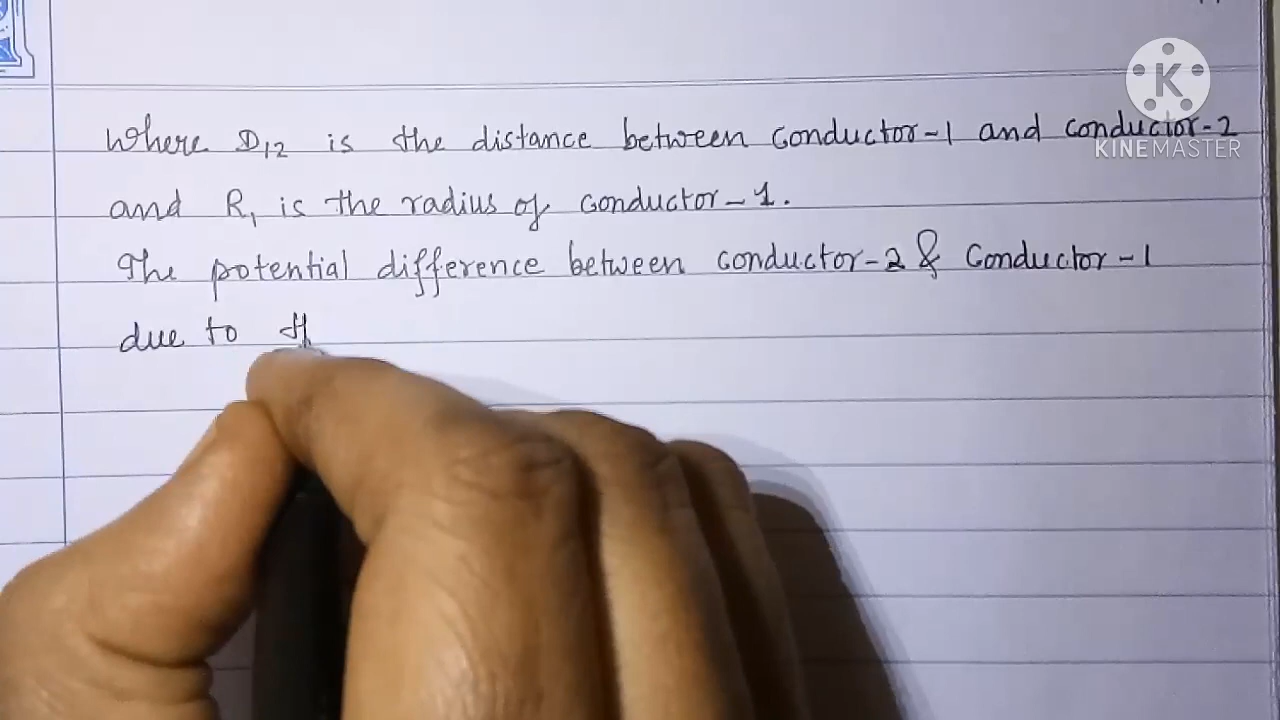 K
KINEMASTER
where D12 is the distance between conductor-1 and conductor-2
and R1 is the radius of conductor-1.
The potential difference between conductor-2 & Conductor-1
due to